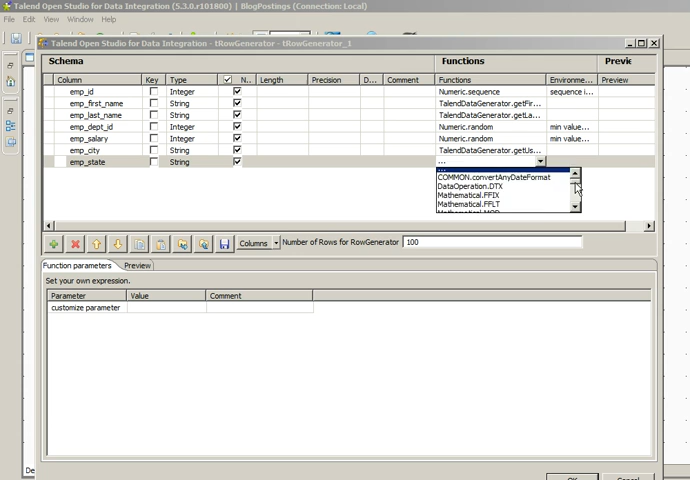 Talend Open Studio for Data Integration (5.3.0.r101800) | BlogPostings (Connection: Local)
File Edit View Window Help
Talend Open Studio for Data Integration - tRowGenerator - tRowGenerator_1
Schema Functions Previe
Column Key Type N.. Length Precision D... Comment Functions Environme... Preview
emp_id Integer Numeric.sequence sequence i...
emp_first_name String TalendDataGenerator.getFir...
emp_last_name String TalendDataGenerator.getLa...
emp_dept_id Integer Numeric.random min value...
emp_salary Integer Numeric.random min value...
emp_city String TalendDataGenerator.getUs...
emp_state String ...
...
COMMON.convertAnyDateFormat
DataOperation.DTX
Mathematical.FFIX
Mathematical.FFLT
Mathematical.MOD
Columns Number of Rows for RowGenerator 100
Function parameters Preview
Set your own expression.
Parameter Value Comment
customize parameter
De
OK Cancel